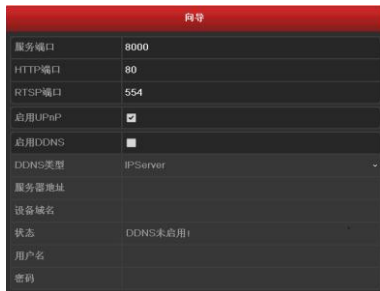 向导
服务端口 8000
HTTP端口 80
RTSP端口 554
启用UPnP
启用DDNS
DDNS类型 IPServer
服务器地址
设备域名
状态 DDNS未启用!
用户名
密码